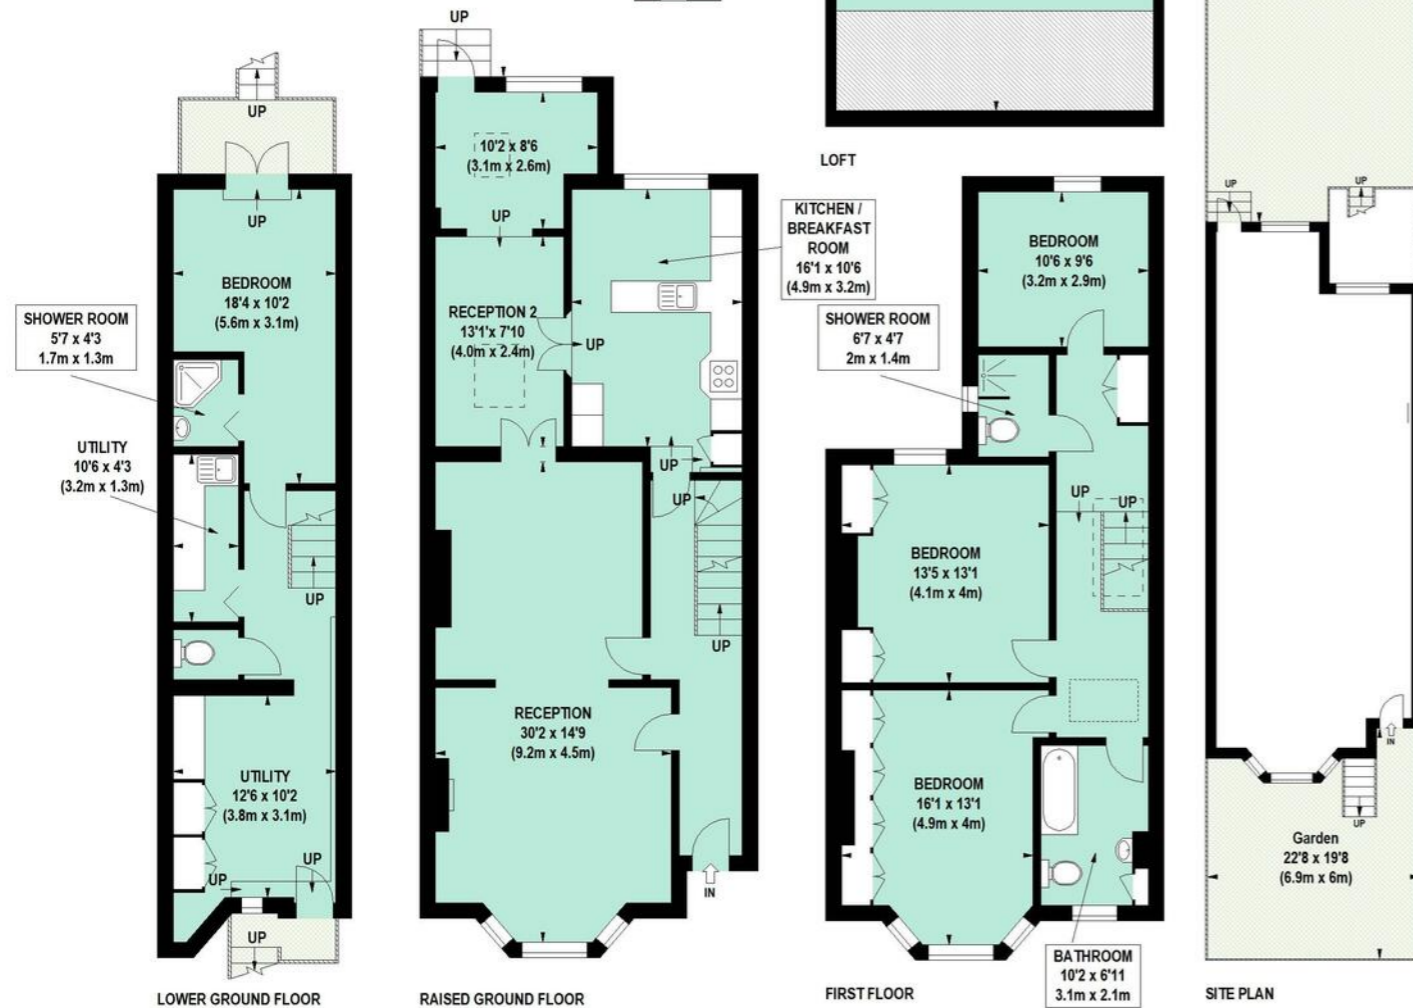 UP
BEDROOM
18'4 x 10'2
(5.6m x 3.1m)
UP
SHOWER ROOM
5'7 x 4'3
1.7m x 1.3m
UTILITY
10'6 x 4'3
(3.2m x 1.3m)
UP
UTILITY
12'6 x 10'2
(3.8m x 3.1m)
UP
UP
UP
LOWER GROUND FLOOR
UP
10'2 x 8'6
(3.1m x 2.6m)
UP
RECEPTION 2
13'1'x 7'10
(4.0m x 2.4m)
UP
KITCHEN /
BREAKFAST
ROOM
16'1 x 10'6
(4.9m x 3.2m)
UP
UP
UP
RECEPTION
30'2 x 14'9
(9.2m x 4.5m)
IN
RAISED GROUND FLOOR
LOFT
BEDROOM
10'6 x 9'6
(3.2m x 2.9m)
SHOWER ROOM
6'7 x 4'7
2m x 1.4m
UP
UP
BEDROOM
13'5 x 13'1
(4.1m x 4m)
BEDROOM
16'1 x 13'1
(4.9m x 4m)
BATHROOM
10'2 x 6'11
3.1m x 2.1m
FIRST FLOOR
UP
UP
IN
UP
Garden
22'8 x 19'8
(6.9m x 6m)
SITE PLAN